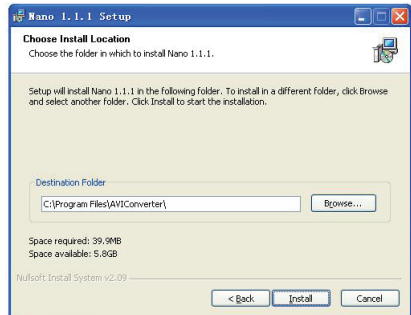 Nano 1.1.1 Setup
Choose Install Location
Choose the folder in which to install Nano 1.1.1.
Setup will install Nano 1.1.1 in the following folder. To install in a different folder, click Browse
and select another folder. Click Install to start the installation.
Destination Folder
C:\Program Files\AVIConverter\
Browse...
Space required: 39.9MB
Space available: 5.8GB
Nullsoft Install System v2.09
< Back
Install
Cancel